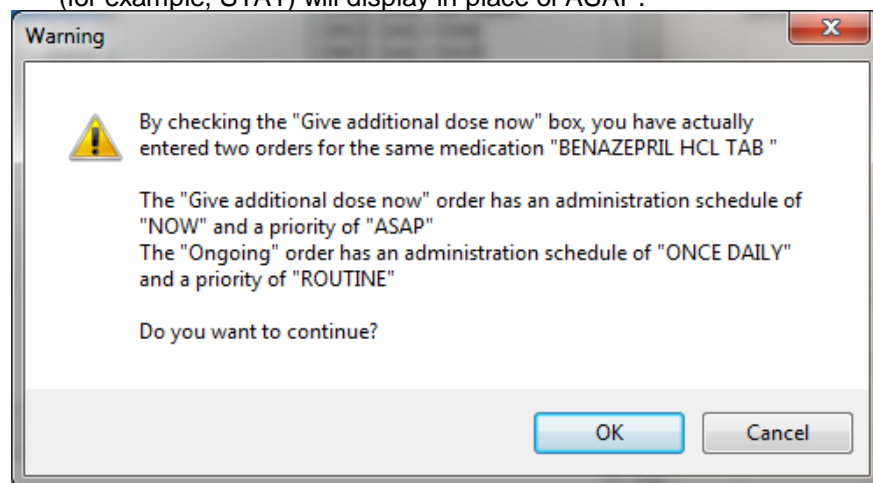 (for example, STAT) will display in place of ASAP.
Warning
By checking the "Give additional dose now" box, you have actually
entered two orders for the same medication "BENAZEPRIL HCL TAB "
The "Give additional dose now" order has an administration schedule of
"NOW" and a priority of "ASAP"
The "Ongoing" order has an administration schedule of "ONCE DAILY"
and a priority of "ROUTINE"
Do you want to continue?
OK
Cancel